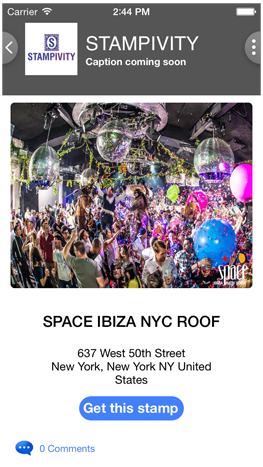 Carrier 2:44 PM
S
STAMPIVITY
STAMPIVITY
Caption coming soon
space
SPACE IBIZA NYC ROOF
637 West 50th Street
New York, New York NY United
States
Get this stamp
0 Comments